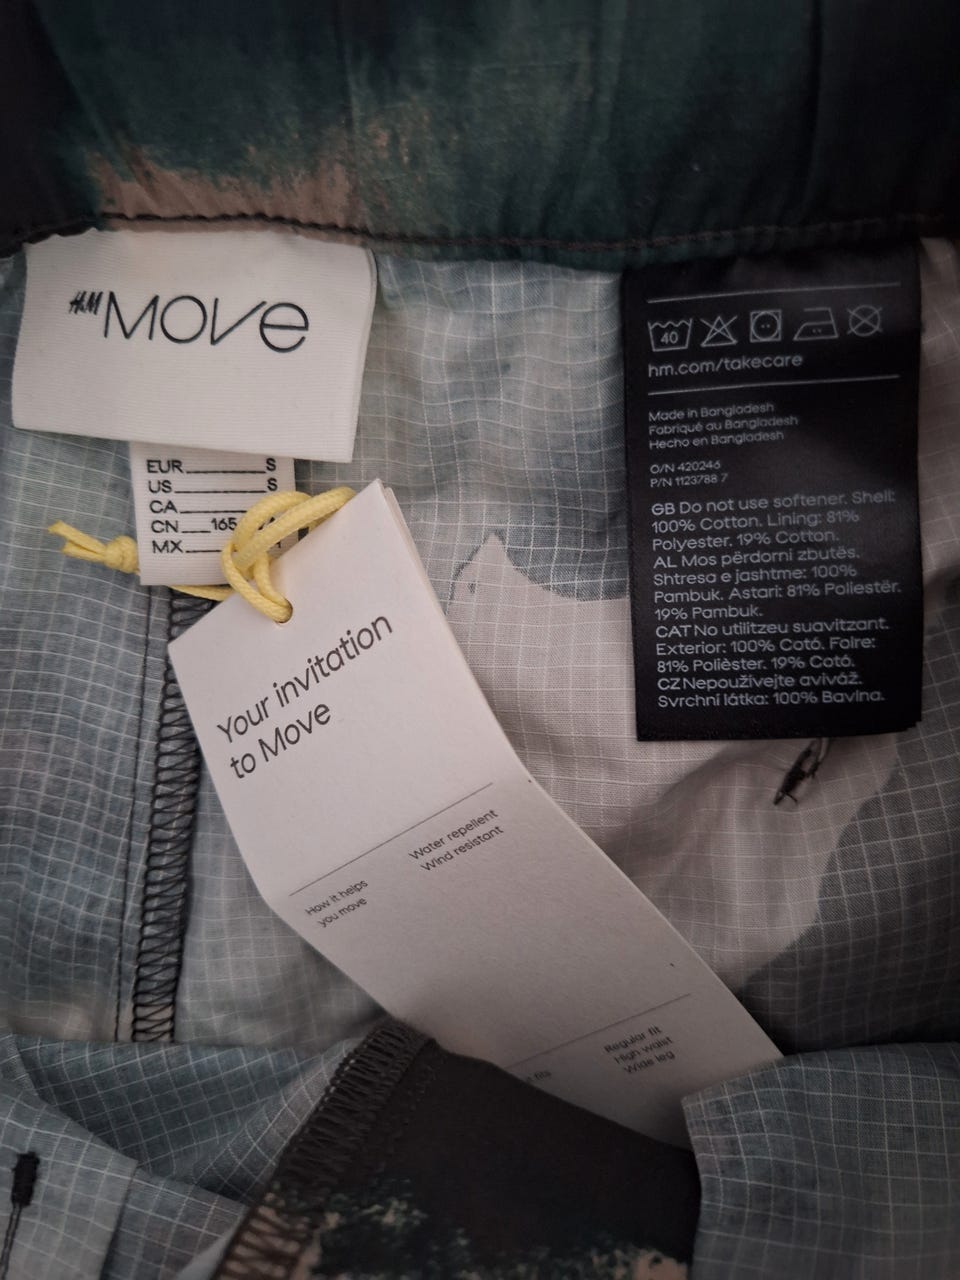 H&M MOVE
EUR S
US S
CA
CN 165
MX
Your invitation
to Move
How it helps
you move
Water repellent
Wind resistant
Regular fit
High waist
Wide leg
40
hm.com/takecare
Made in Bangladesh
Fabriqué au Bangladesh
Hecho en Bangladesh
O/N 420246
P/N 1123788 7
GB Do not use softener. Shell:
100% Cotton. Lining: 81%
Polyester. 19% Cotton.
AL Mos përdorni zbutës.
Shtresa e jashtme: 100%
Pambuk. Astari: 81% Poliestër.
19% Pambuk.
CAT No utilitzeu suavitzant.
Exterior: 100% Cotó. Folre:
81% Polièster. 19% Cotó.
CZ Nepoužívejte aviváž.
Svrchní látka: 100% Bavlna.